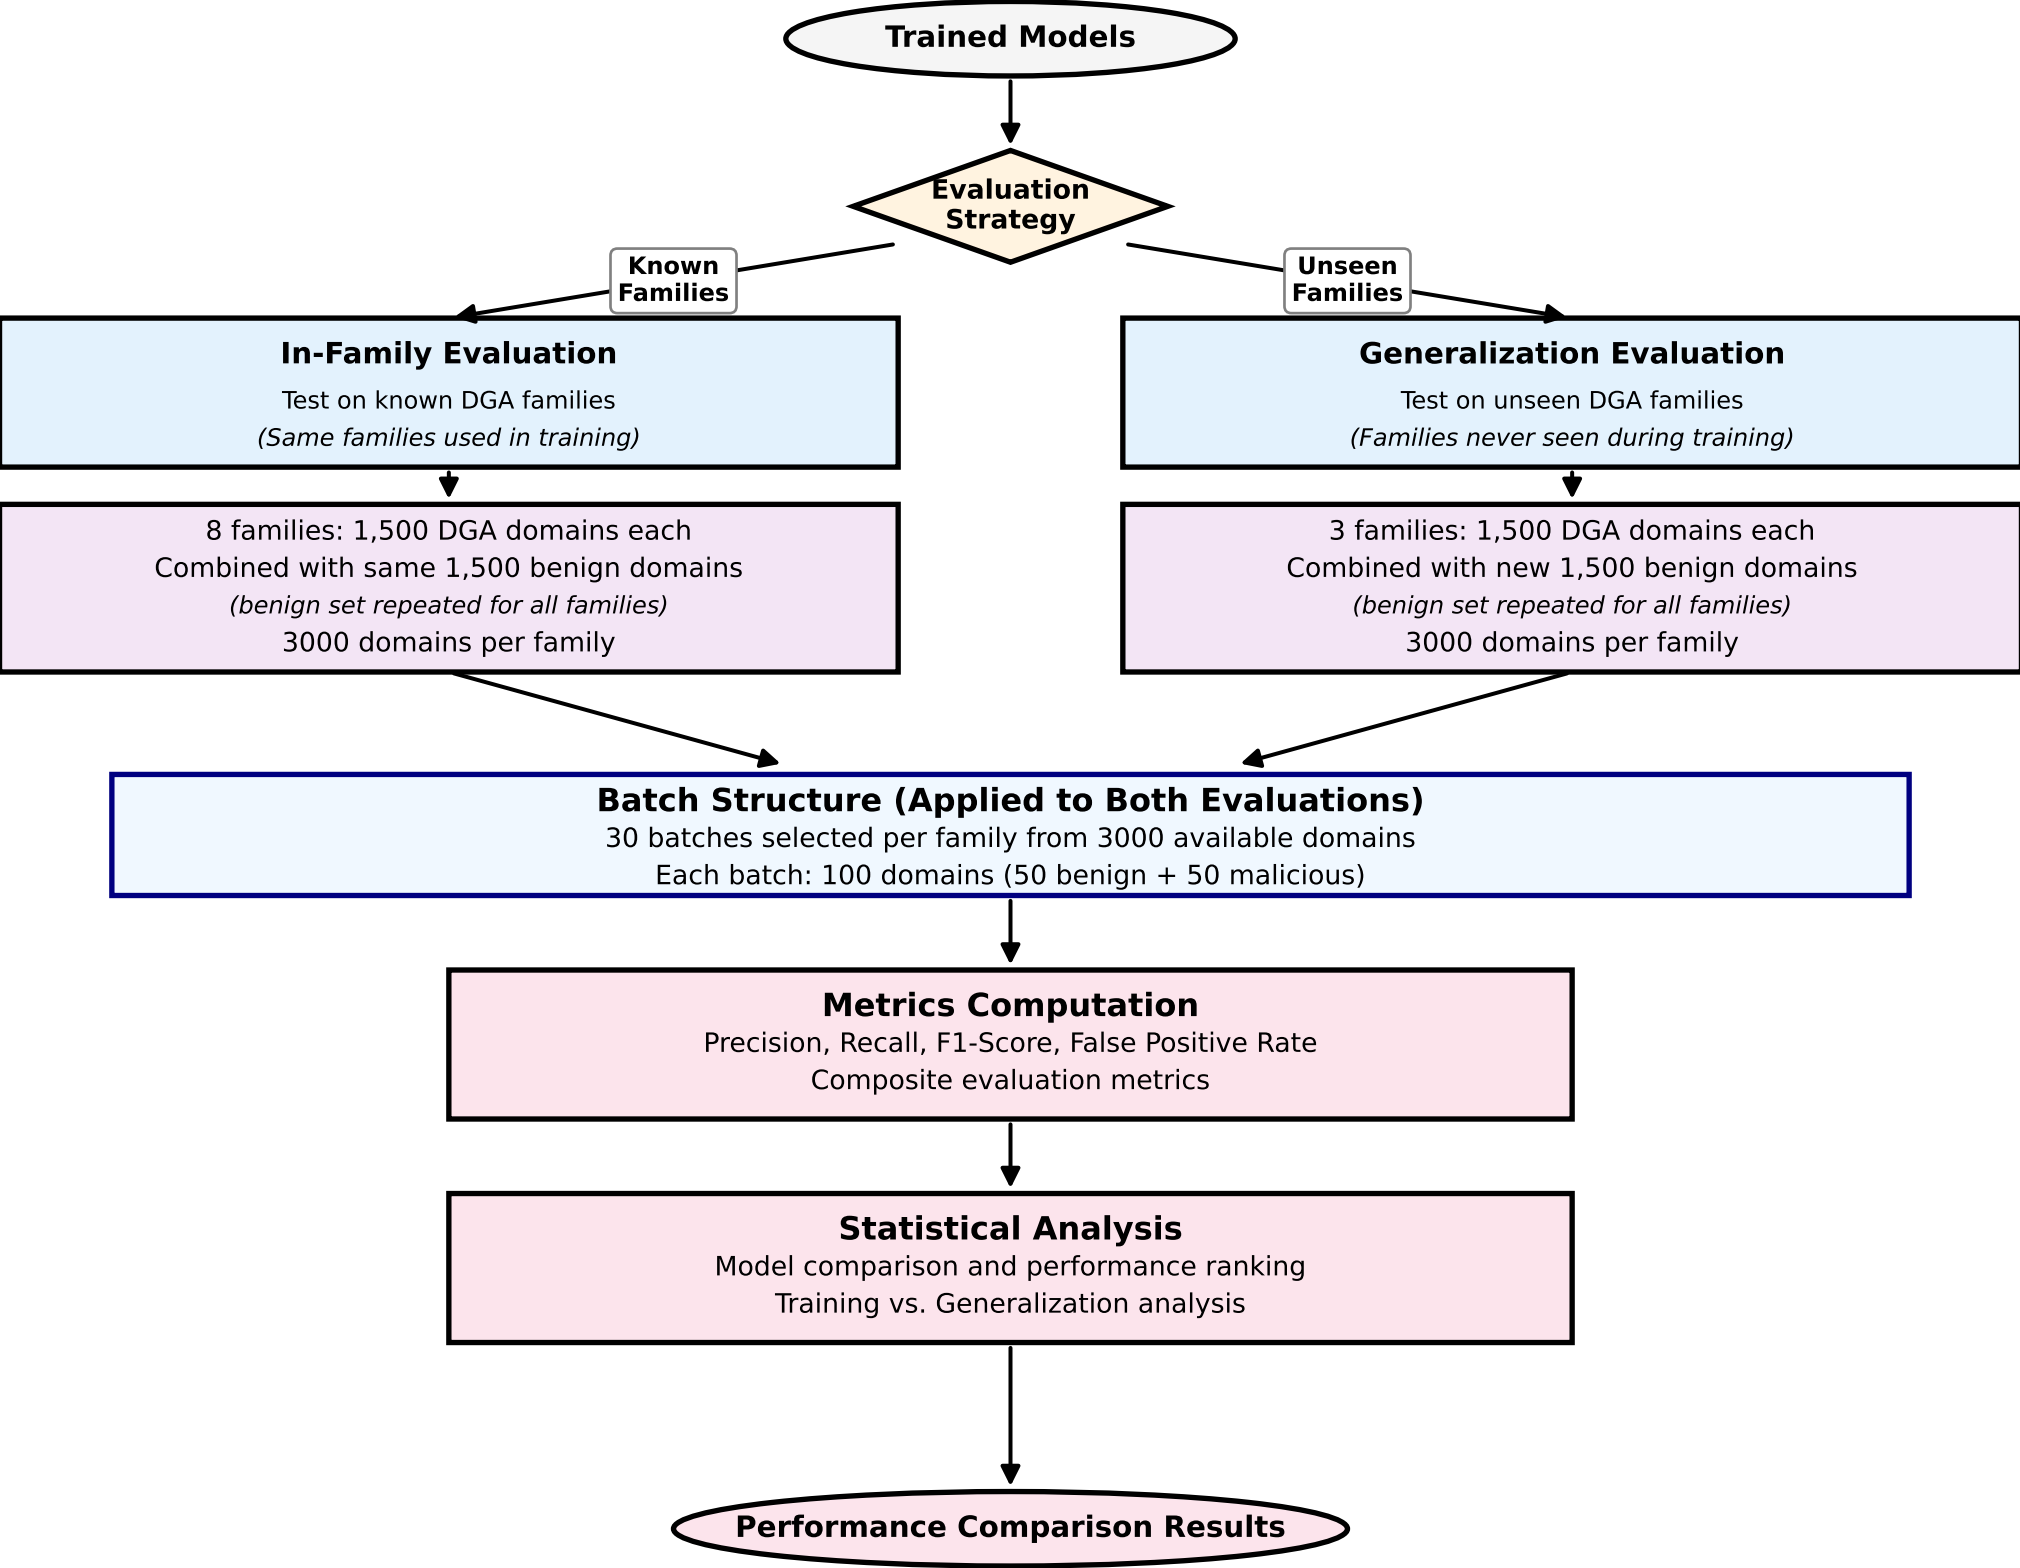 Trained Models
Evaluation
Strategy
Known
Families
Unseen
Families
In-Family Evaluation
Test on known DGA families
(Same families used in training)
Generalization Evaluation
Test on unseen DGA families
(Families never seen during training)
8 families: 1,500 DGA domains each
Combined with same 1,500 benign domains
(benign set repeated for all families)
3000 domains per family
3 families: 1,500 DGA domains each
Combined with new 1,500 benign domains
(benign set repeated for all families)
3000 domains per family
Batch Structure (Applied to Both Evaluations)
30 batches selected per family from 3000 available domains
Each batch: 100 domains (50 benign + 50 malicious)
Metrics Computation
Precision, Recall, F1-Score, False Positive Rate
Composite evaluation metrics
Statistical Analysis
Model comparison and performance ranking
Training vs. Generalization analysis
Performance Comparison Results